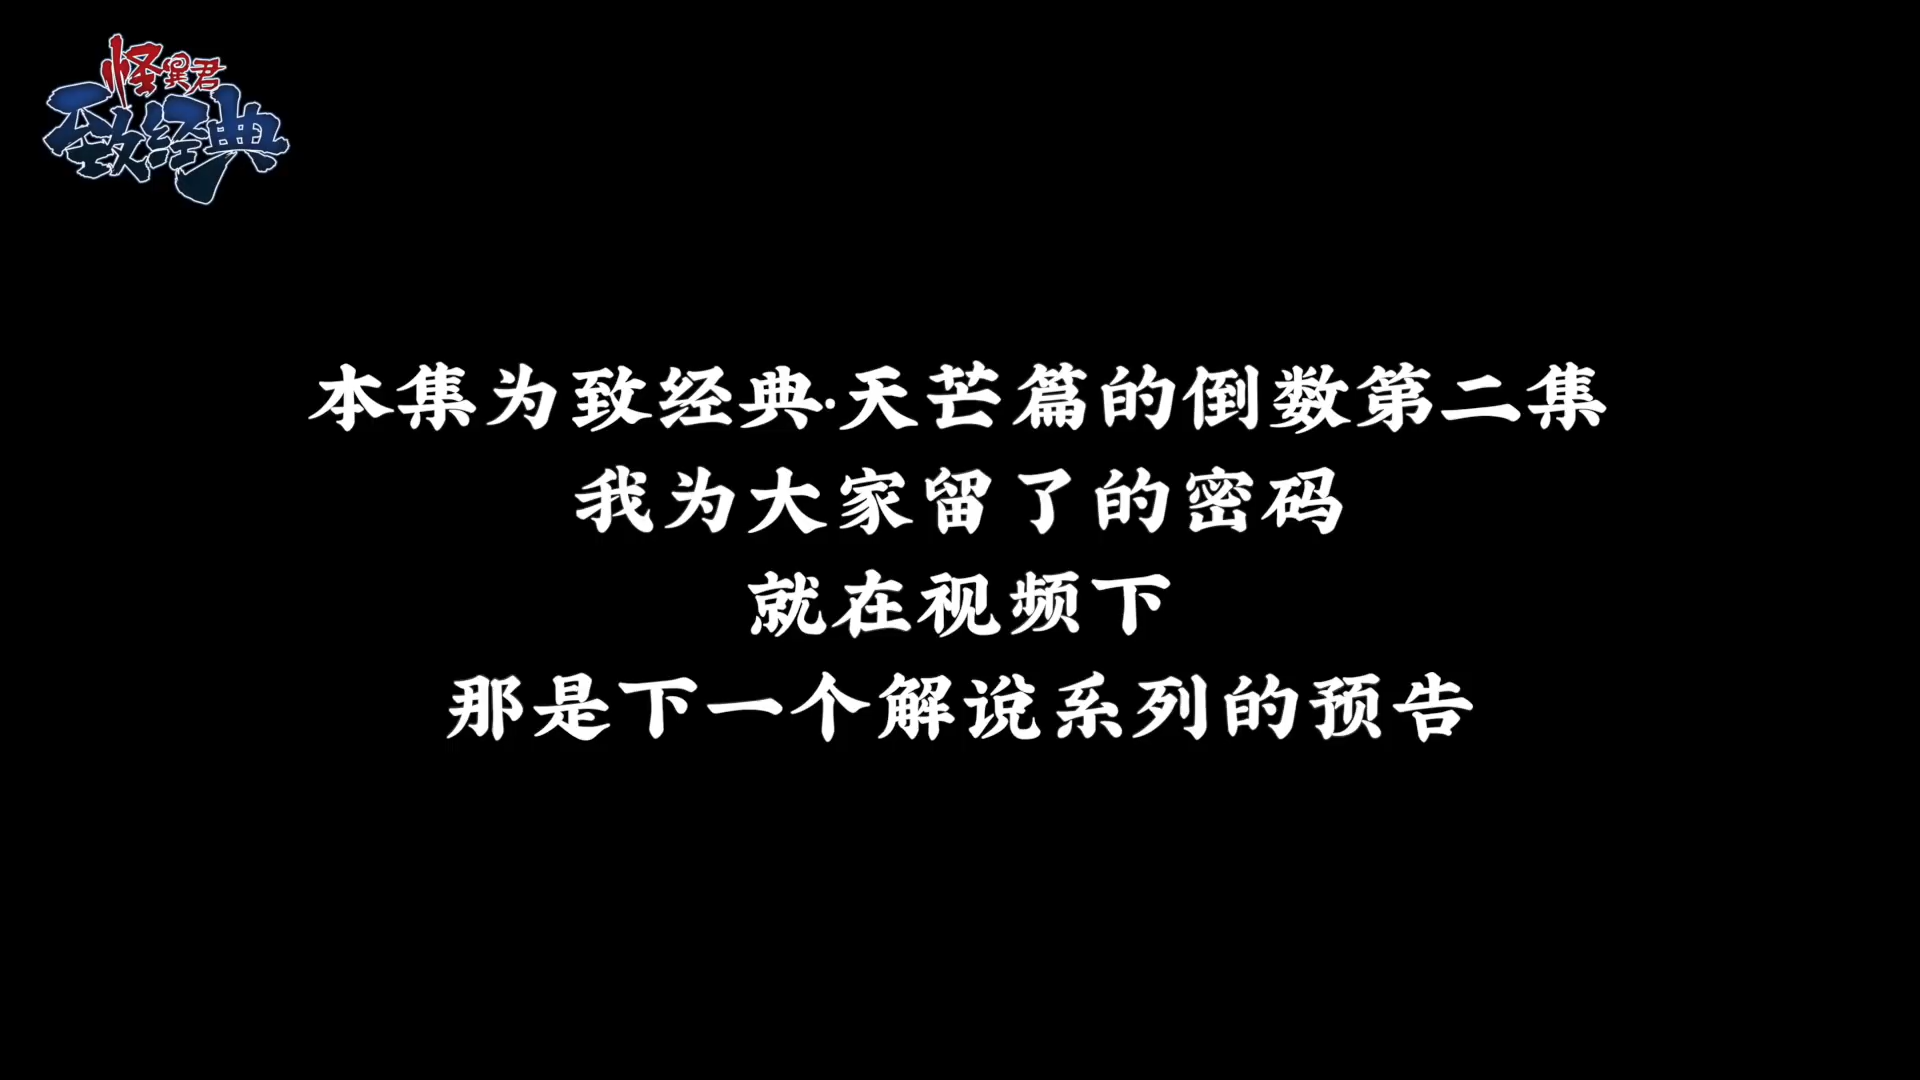 怪異君
致经典
本集为致经典·天芒篇的倒数第二集
我为大家留了的密码
就在视频下
那是下一个解说系列的预告